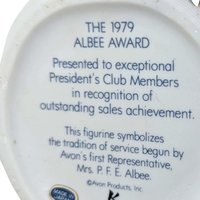 THE 1979
ALBEE AWARD
Presented to exceptional
President's Club Members
in recognition of
outstanding sales achievement.
This figurine symbolizes
the tradition of service begun by
Avon's first Representative,
Mrs. P. F. E. Albee.
©Avon Products, Inc.